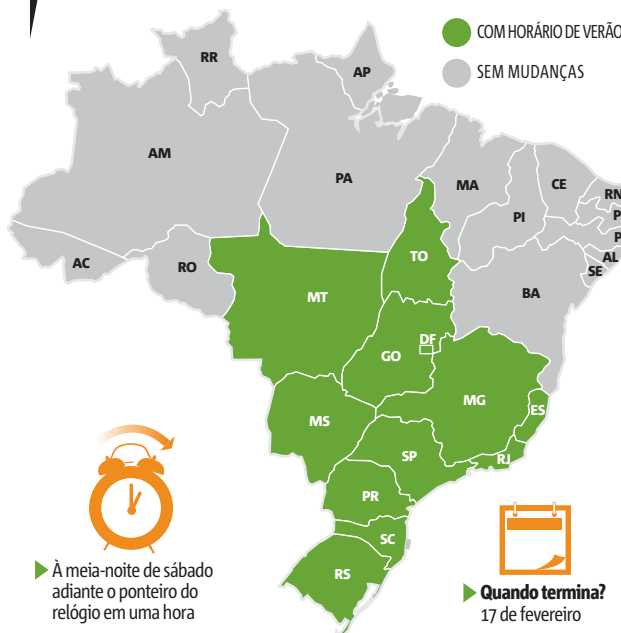 COM HORÁRIO DE VERÃO
SEM MUDANÇAS
RR
AP
AM
PA
MA
CE
RN
PI
P
P
AL
SE
AC
RO
TO
BA
MT
DF
GO
MG
ES
MS
SP
RJ
PR
SC
RS
À meia-noite de sábado
adiante o ponteiro do
relógio em uma hora
Quando termina?
17 de fevereiro